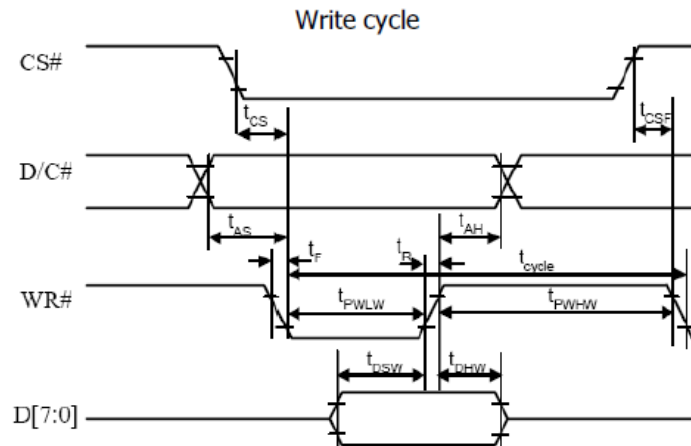 Write cycle
CS#
tCS
tCSF
D/C#
tAS
tF
tR
tAH
tcycle
WR#
tPWLW
tPWHW
tDSW
tDHW
D[7:0]